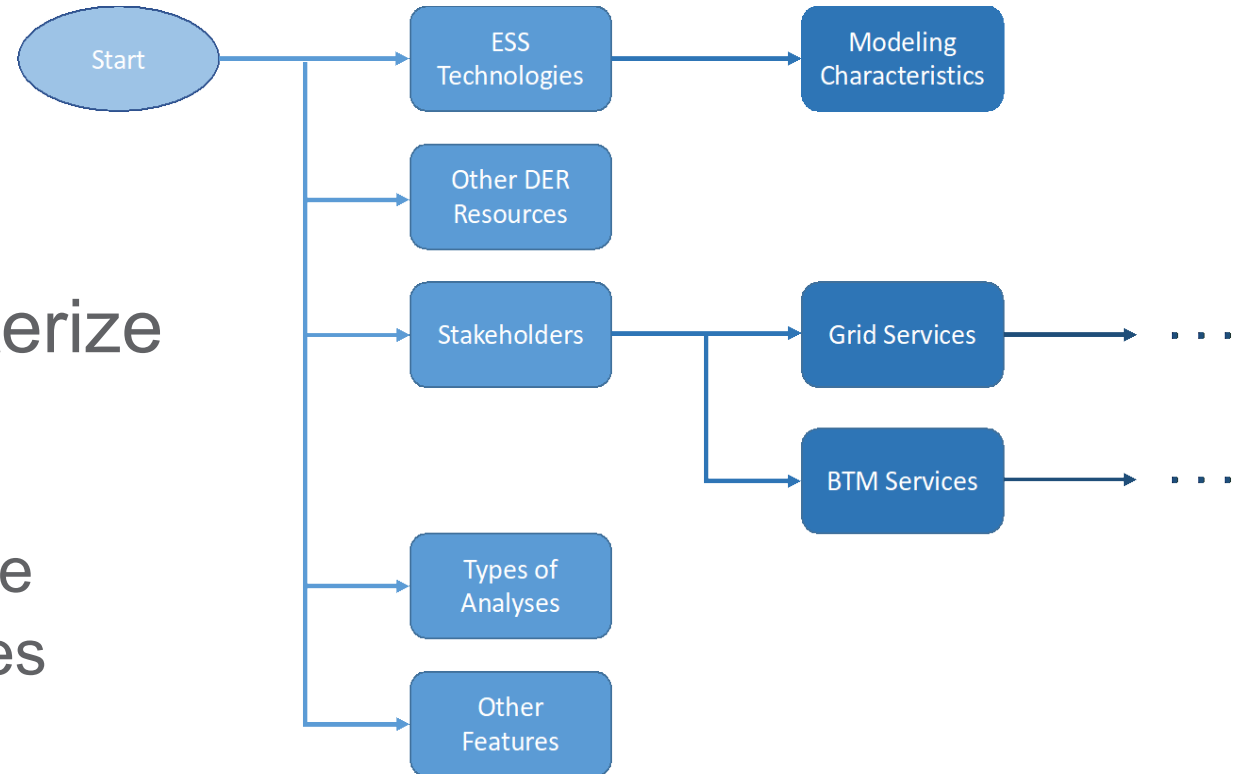 Start
ESS
Technologies
Modeling
Characteristics
Other DER
Resources
erize
Stakeholders
Grid Services
. . .
BTM Services
. . .
e
Types of
Analyses
es
Other
Features